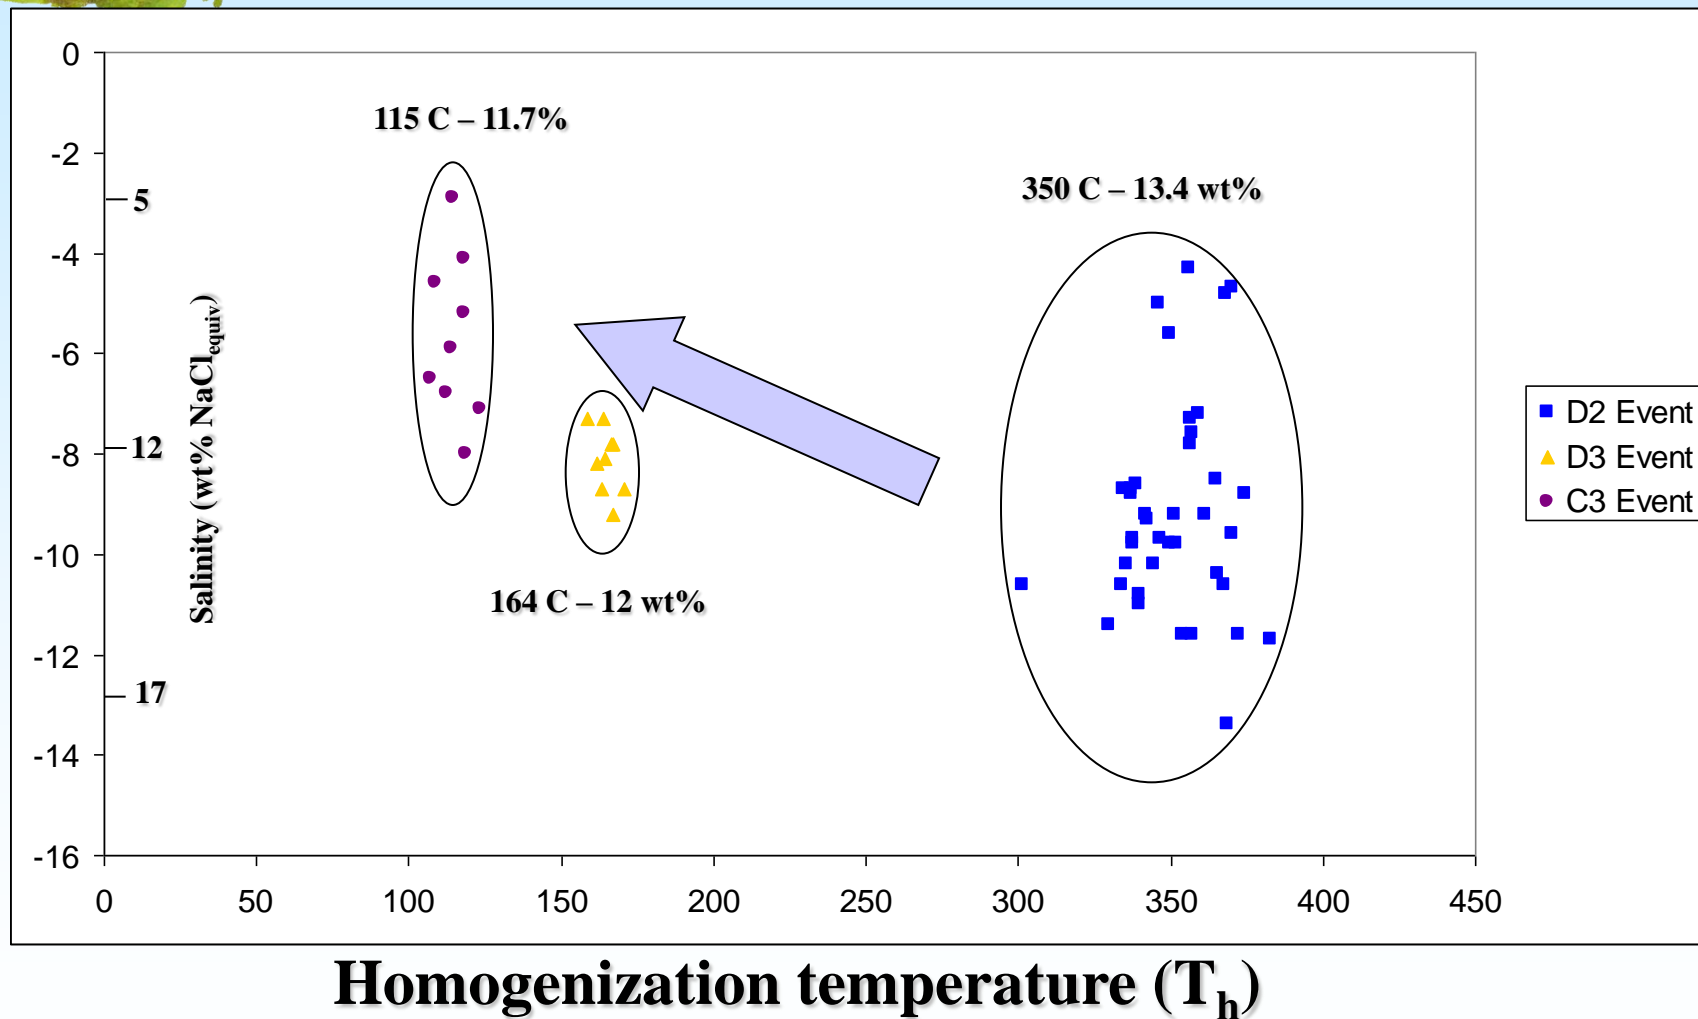 0
-2
-4
-6
-8
-10
-12
-14
-16
5
12
17
Salinity (wt% NaCl equiv)
115 C – 11.7%
350 C – 13.4 wt%
164 C – 12 wt%
D2 Event
D3 Event
C3 Event
0 50 100 150 200 250 300 350 400 450
Homogenization temperature (Th)